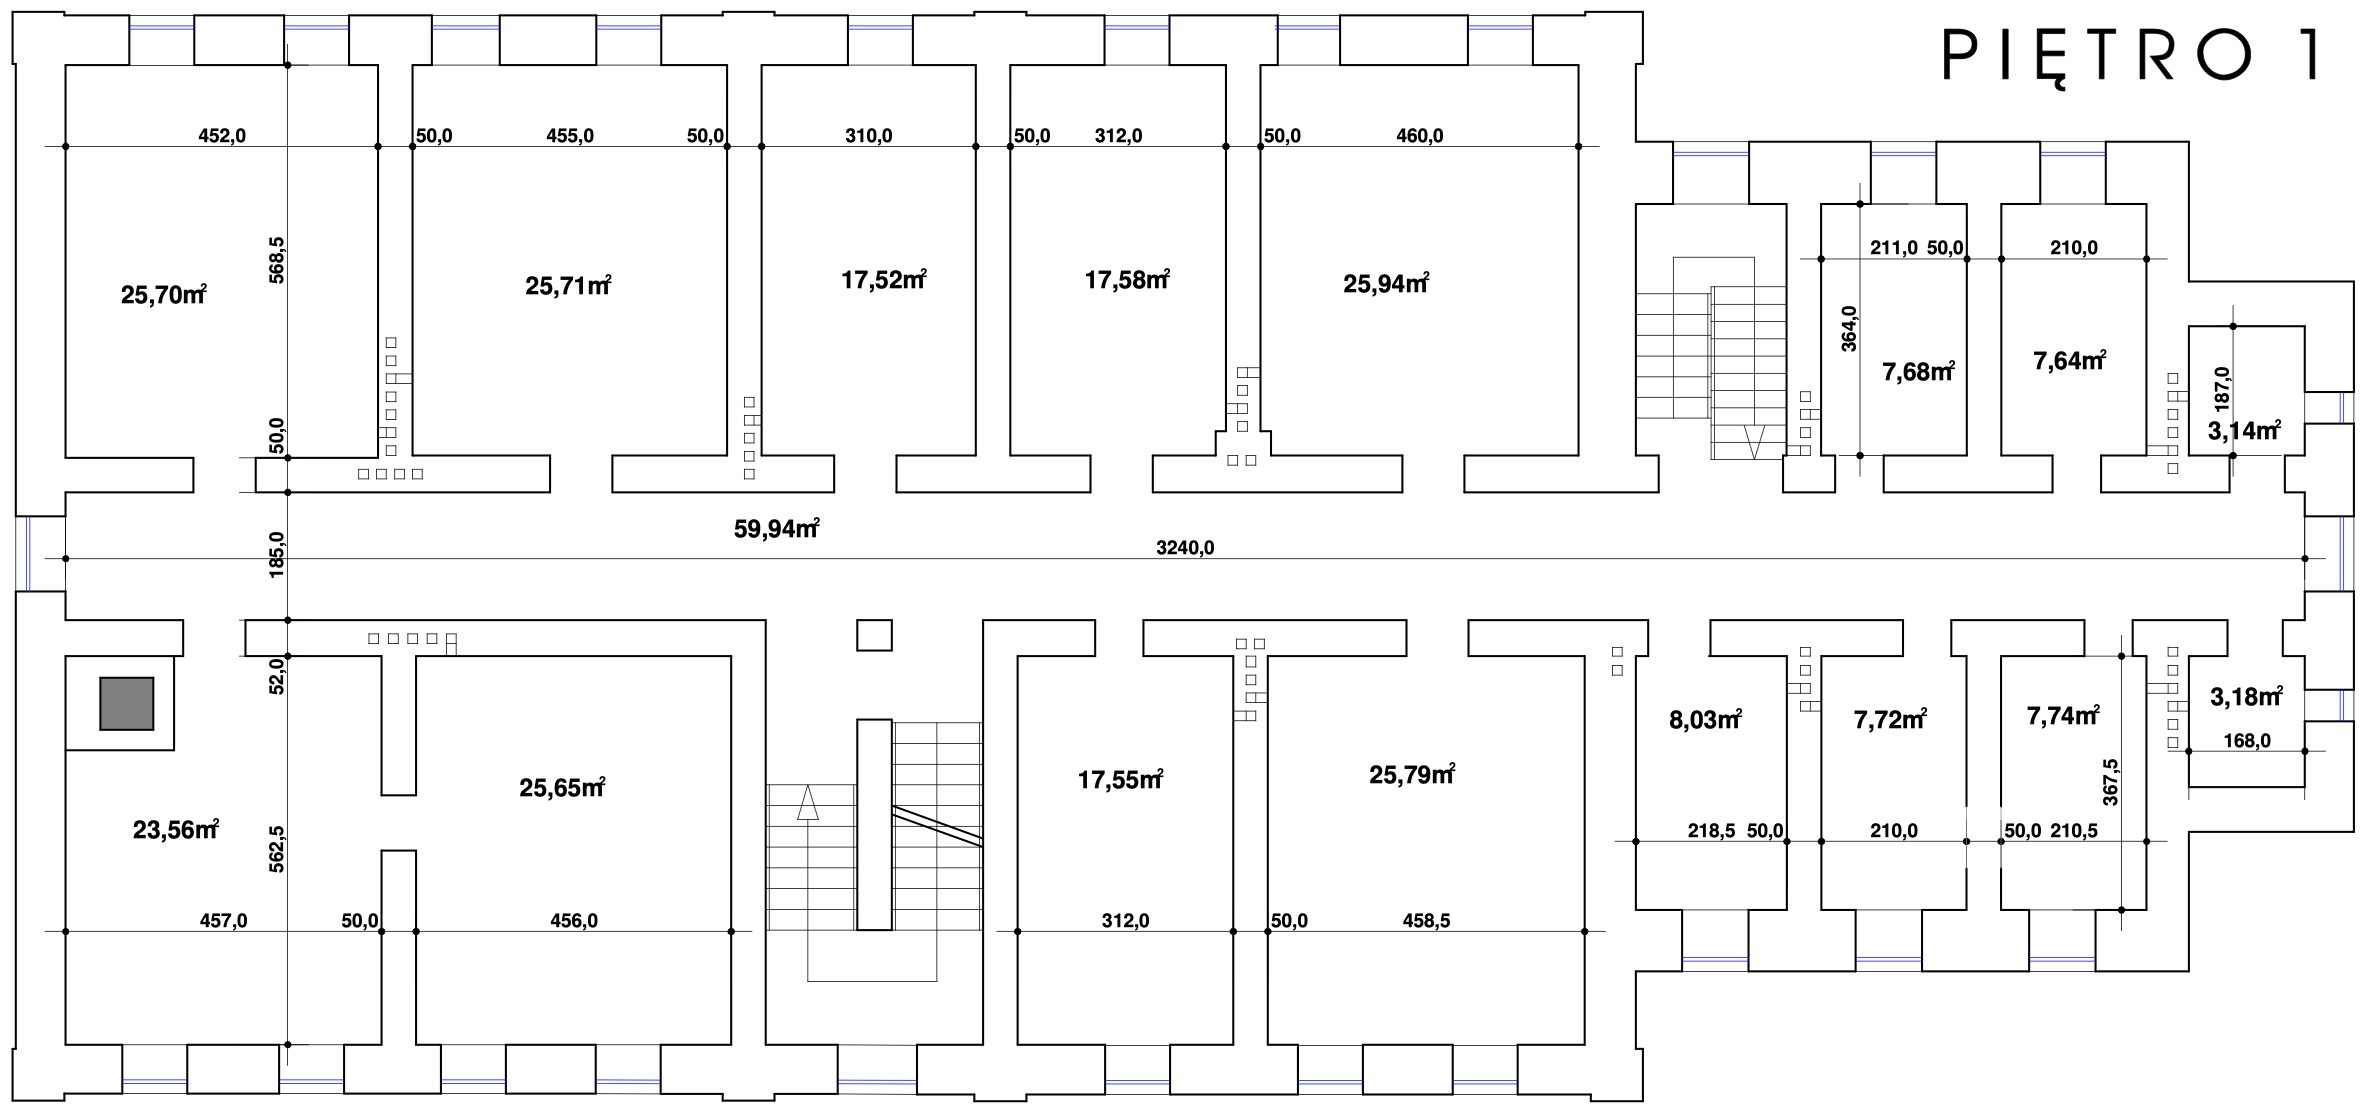 PIĘTRO 1
452,0 50,0 455,0 50,0 310,0 50,0 312,0 50,0 460,0
211,0 50,0 210,0
568,5
25,70m²
25,71m²
17,52m²
17,58m²
25,94m²
364,0
7,68m²
7,64m²
187,0
3,14m²
50,0
59,94m²
185,0
3240,0
52,0
23,56m²
25,65m²
17,55m²
25,79m²
8,03m²
7,72m²
7,74m²
3,18m²
168,0
367,5
562,5
218,5 50,0 210,0 50,0 210,5
457,0 50,0 456,0 312,0 50,0 458,5